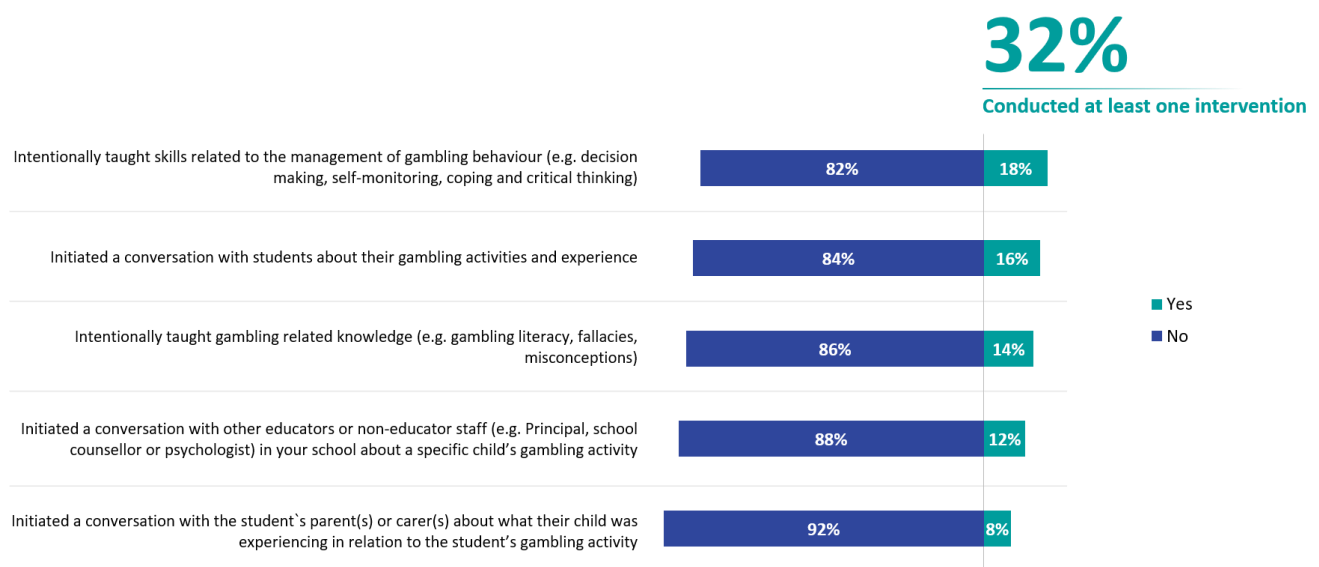 32%
Conducted at least one intervention
Intentionally taught skills related to the management of gambling behaviour (e.g. decision
making, self-monitoring, coping and critical thinking)
82%
18%
Initiated a conversation with students about their gambling activities and experience
84%
16%
Intentionally taught gambling related knowledge (e.g. gambling literacy, fallacies,
misconceptions)
86%
14%
Initiated a conversation with other educators or non-educator staff (e.g. Principal, school
counsellor or psychologist) in your school about a specific child’s gambling activity
88%
12%
Initiated a conversation with the student`s parent(s) or carer(s) about what their child was
experiencing in relation to the student’s gambling activity
92%
8%
Yes
No